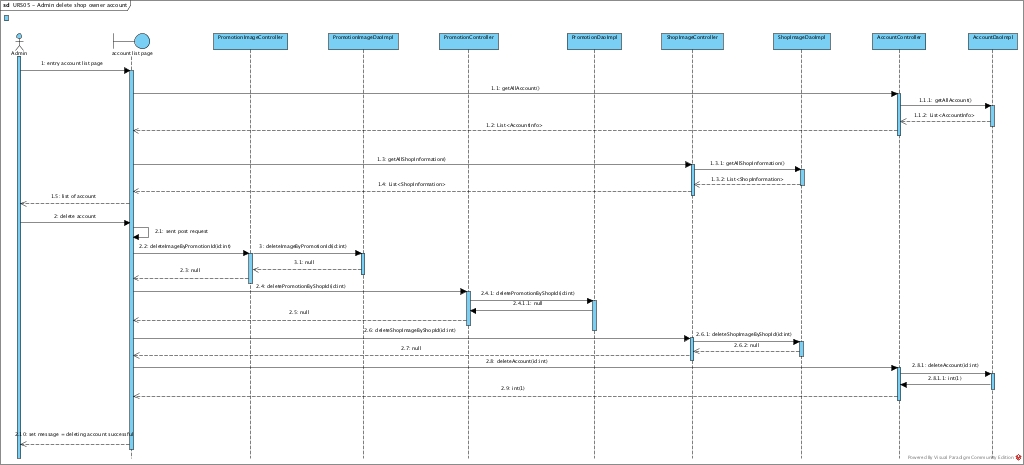 sd URS05 - Admin delete shop owner account
PromotionImageController
PromotionImageDaoImpl
PromotionController
PromotionDaoImpl
ShopImageController
ShopImageDaoImpl
AccountController
AccountDaoImpl
Admin
account list page
1: entry account list page
1.1: getAllAccount()
1.1.1: getAllAccount()
1.1.2: List<AccountInfo>
1.2: List<AccountInfo>
1.3: getAllShopInformation()
1.3.1: getAllShopInformation()
1.3.2: List<ShopInformation>
1.4: List<ShopInformation>
1.5: list of account
2: delete account
2.1: sent post request
2.2: deleteImageByPromotionId(id:int)
3: deleteImageByPromotionId(id:int)
3.1: null
2.3: null
2.4: deletePromotionByShopId(id:int)
2.4.1: deletePromotionByShopId(id:int)
2.4.1.1: null
2.5: null
2.6: deleteShopImageByShopId(id:int)
2.6.1: deleteShopImageByShopId(id:int)
2.6.2: null
2.7: null
2.8: deleteAccount(id:int)
2.8.1: deleteAccount(id:int)
2.8.1.1: int(1)
2.9: int(1)
2.10: set message = deleting account successful
Powered By Visual Paradigm Community Edition